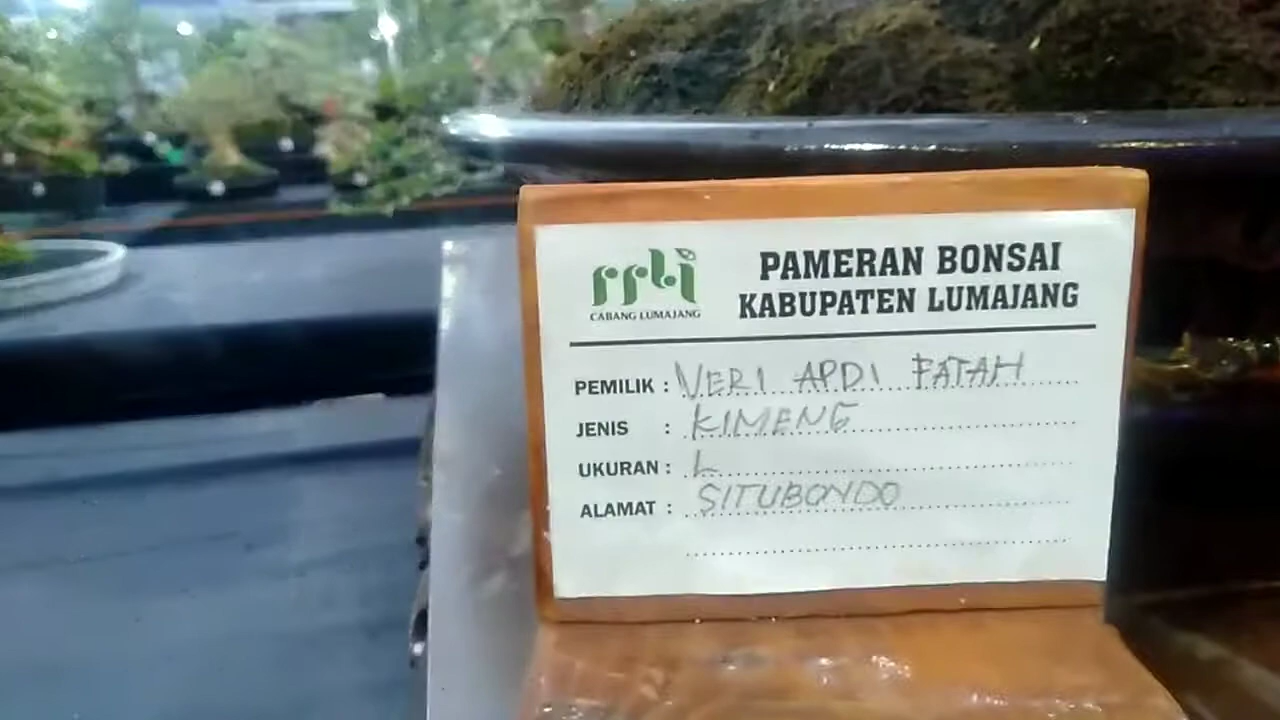 PPBI
CABANG LUMAJANG
PAMERAN BONSAI
KABUPATEN LUMAJANG
PEMILIK : VERI APDI FATAH
JENIS : KIMENG
UKURAN : L
ALAMAT : SITUBONDO